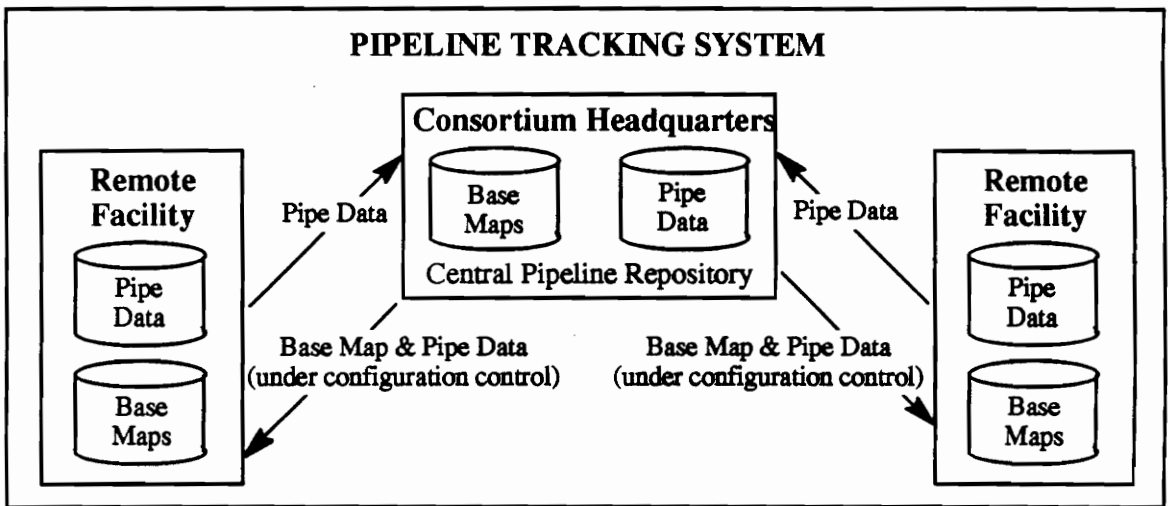 PIPELINE TRACKING SYSTEM
Consortium Headquarters
Base
Maps
Pipe
Data
Central Pipeline Repository
Remote
Facility
Pipe
Data
Base
Maps
Pipe Data
Base Map & Pipe Data
(under configuration control)
Pipe Data
Base Map & Pipe Data
(under configuration control)
Remote
Facility
Pipe
Data
Base
Maps